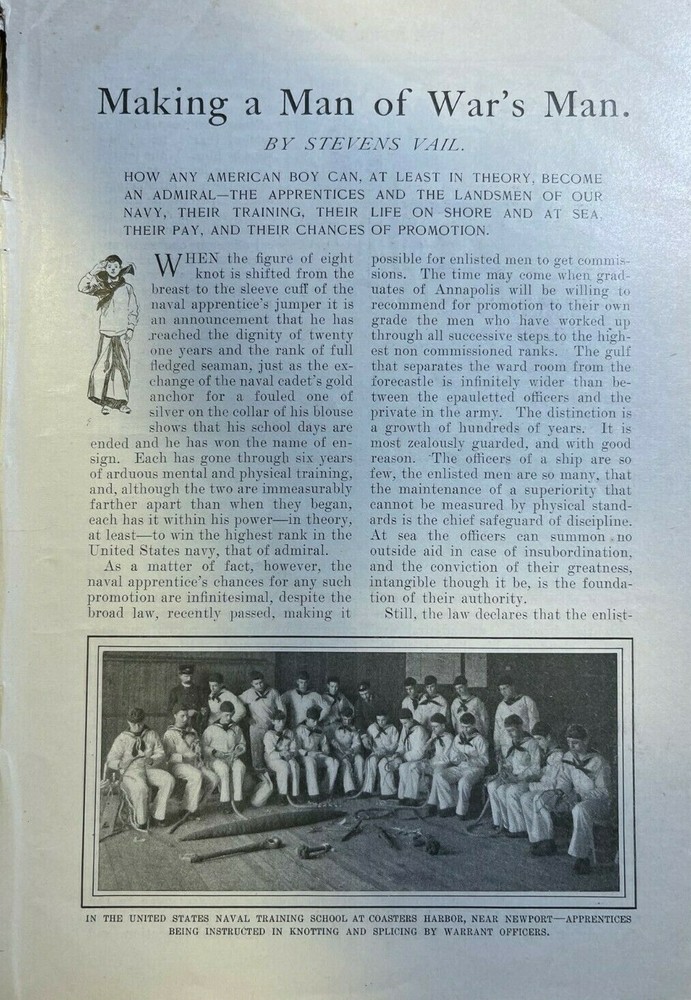 Making a Man of War's Man.
BY STEVENS VAIL.
HOW ANY AMERICAN BOY CAN, AT LEAST IN THEORY, BECOME
AN ADMIRAL—THE APPRENTICES AND THE LANDSMEN OF OUR
NAVY, THEIR TRAINING, THEIR LIFE ON SHORE AND AT SEA,
THEIR PAY, AND THEIR CHANCES OF PROMOTION.
WHEN the figure of eight
knot is shifted from the
breast to the sleeve cuff of the
naval apprentice's jumper it is
an announcement that he has
reached the dignity of twenty
one years and the rank of full
fledged seaman, just as the ex-
change of the naval cadet's gold
anchor for a fouled one of
silver on the collar of his blouse
shows that his school days are
ended and he has won the name of en-
sign. Each has gone through six years
of arduous mental and physical training,
and, although the two are immeasurably
farther apart than when they began,
each has it within his power—in theory,
at least—to win the highest rank in the
United States navy, that of admiral.
As a matter of fact, however, the
naval apprentice's chances for any such
promotion are infinitesimal, despite the
broad law, recently passed, making it
possible for enlisted men to get commis-
sions. The time may come when grad-
uates of Annapolis will be willing to
recommend for promotion to their own
grade the men who have worked up
through all successive steps to the high-
est non commissioned ranks. The gulf
that separates the ward room from the
forecastle is infinitely wider than be-
tween the epauletted officers and the
private in the army. The distinction is
a growth of hundreds of years. It is
most zealously guarded, and with good
reason. The officers of a ship are so
few, the enlisted men are so many, that
the maintenance of a superiority that
cannot be measured by physical stand-
ards is the chief safeguard of discipline.
At sea the officers can summon no
outside aid in case of insubordination,
and the conviction of their greatness,
intangible though it be, is the founda-
tion of their authority.
Still, the law declares that the enlist-
IN THE UNITED STATES NAVAL TRAINING SCHOOL AT COASTERS HARBOR, NEAR NEWPORT—APPRENTICES
BEING INSTRUCTED IN KNOTTING AND SPLICING BY WARRANT OFFICERS.